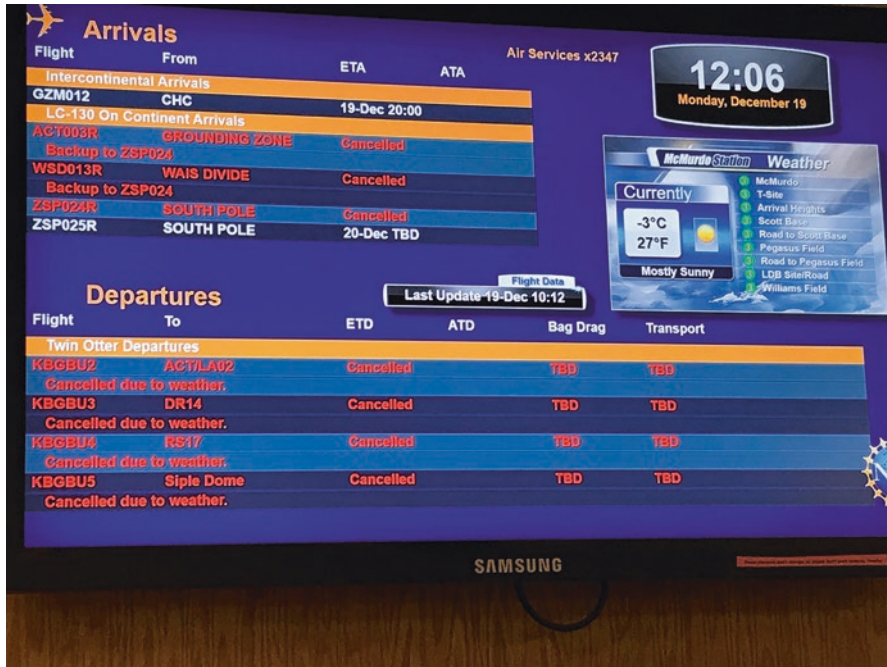 Arrivals
Air Services x2347
Flight From ETA ATA
Intercontinental Arrivals
GZM012 CHC 19-Dec 20:00
LC-130 On Continent Arrivals
ACT003R GROUNDING ZONE Cancelled
Backup to ZSP024
WSD013R WAIS DIVIDE Cancelled
Backup to ZSP024
ZSP024R SOUTH POLE Cancelled
ZSP025R SOUTH POLE 20-Dec TBD
12:06
Monday, December 19
McMurdo Station Weather
Currently
-3°C
27°F
Mostly Sunny
McMurdo
T-Site
Arrival Heights
Scott Base
Road to Scott Base
Pegasus Field
Road to Pegasus Field
LDB Site/Road
Williams Field
Departures
Flight Data
Last Update 19-Dec 10:12
Flight To ETD ATD Bag Drag Transport
Twin Otter Departures
KBGBU2 ACT/LA02 Cancelled TBD TBD
Cancelled due to weather.
KBGBU3 DR14 Cancelled TBD TBD
Cancelled due to weather.
KBGBU4 RS17 Cancelled TBD TBD
Cancelled due to weather.
KBGBU5 Siple Dome Cancelled TBD TBD
Cancelled due to weather.
N
SAMSUNG